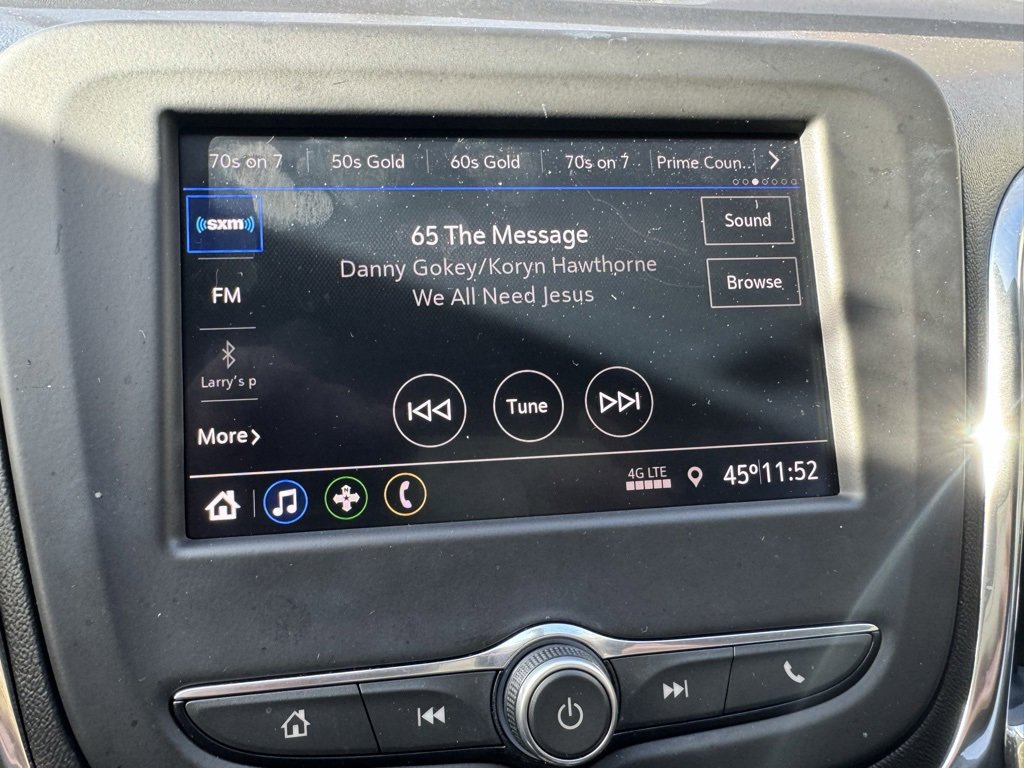 70s on 7 50s Gold 60s Gold 70s on 7 Prime Coun..
sxm
65 The Message
Danny Gokey/Koryn Hawthorne
We All Need Jesus
Sound
Browse
FM
Larry's p
More
Tune
4G LTE
45° 11:52